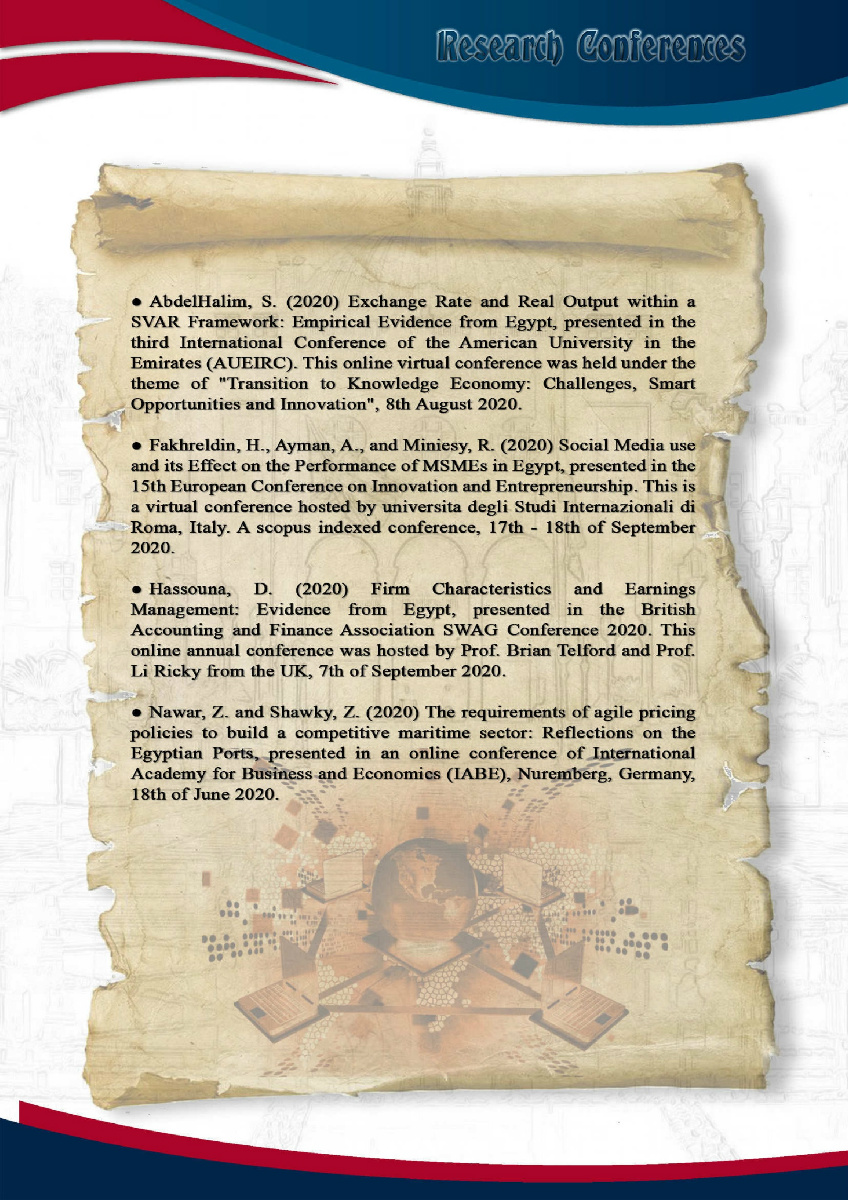 Research Conferences
● AbdelHalim, S. (2020) Exchange Rate and Real Output within a
SVAR Framework: Empirical Evidence from Egypt, presented in the
third International Conference of the American University in the
Emirates (AUEIRC). This online virtual conference was held under the
theme of "Transition to Knowledge Economy: Challenges, Smart
Opportunities and Innovation", 8th August 2020.
● Fakhreldin, H., Ayman, A., and Miniesy, R. (2020) Social Media use
and its Effect on the Performance of MSMEs in Egypt, presented in the
15th European Conference on Innovation and Entrepreneurship. This is
a virtual conference hosted by universita degli Studi Internazionali di
Roma, Italy. A scopus indexed conference, 17th - 18th of September
2020.
● Hassouna, D. (2020) Firm Characteristics and Earnings
Management: Evidence from Egypt, presented in the British
Accounting and Finance Association SWAG Conference 2020. This
online annual conference was hosted by Prof. Brian Telford and Prof.
Li Ricky from the UK, 7th of September 2020.
● Nawar, Z. and Shawky, Z. (2020) The requirements of agile pricing
policies to build a competitive maritime sector: Reflections on the
Egyptian Ports, presented in an online conference of International
Academy for Business and Economics (IABE), Nuremberg, Germany,
18th of June 2020.